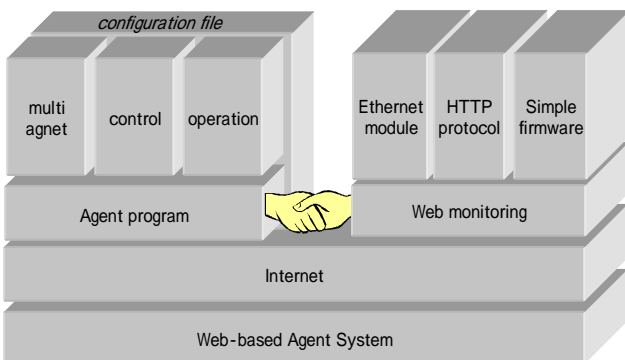 configuration file
multi
agnet
control
operation
Ethernet
module
HTTP
protocol
Simple
firmware
Agent program
Web monitoring
Internet
Web-based Agent System